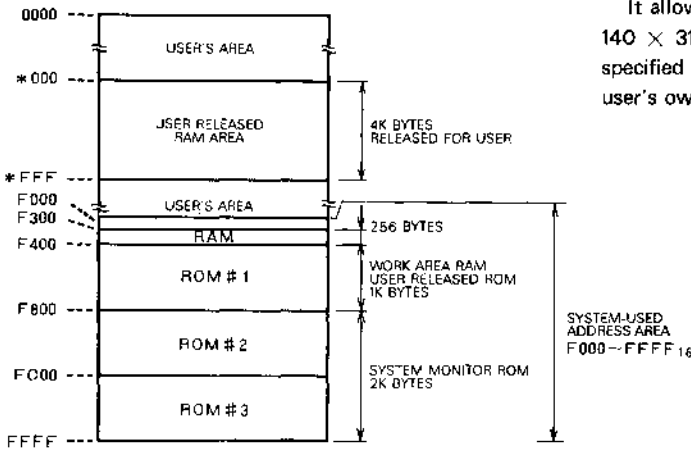 0000
USER'S AREA
*000
USER RELEASED
RAM AREA
4K BYTES
RELEASED FOR USER
*FFF
F000
USER'S AREA
F300
256 BYTES
RAM
F400
ROM #1
WORK AREA RAM
USER RELEASED ROM
1K BYTES
F800
SYSTEM-USED
ADDRESS AREA
F000~FFFF16
ROM #2
SYSTEM MONITOR ROM
2K BYTES
FC00
ROM #3
FFFF
It allow
140 × 31
specified
user's ow